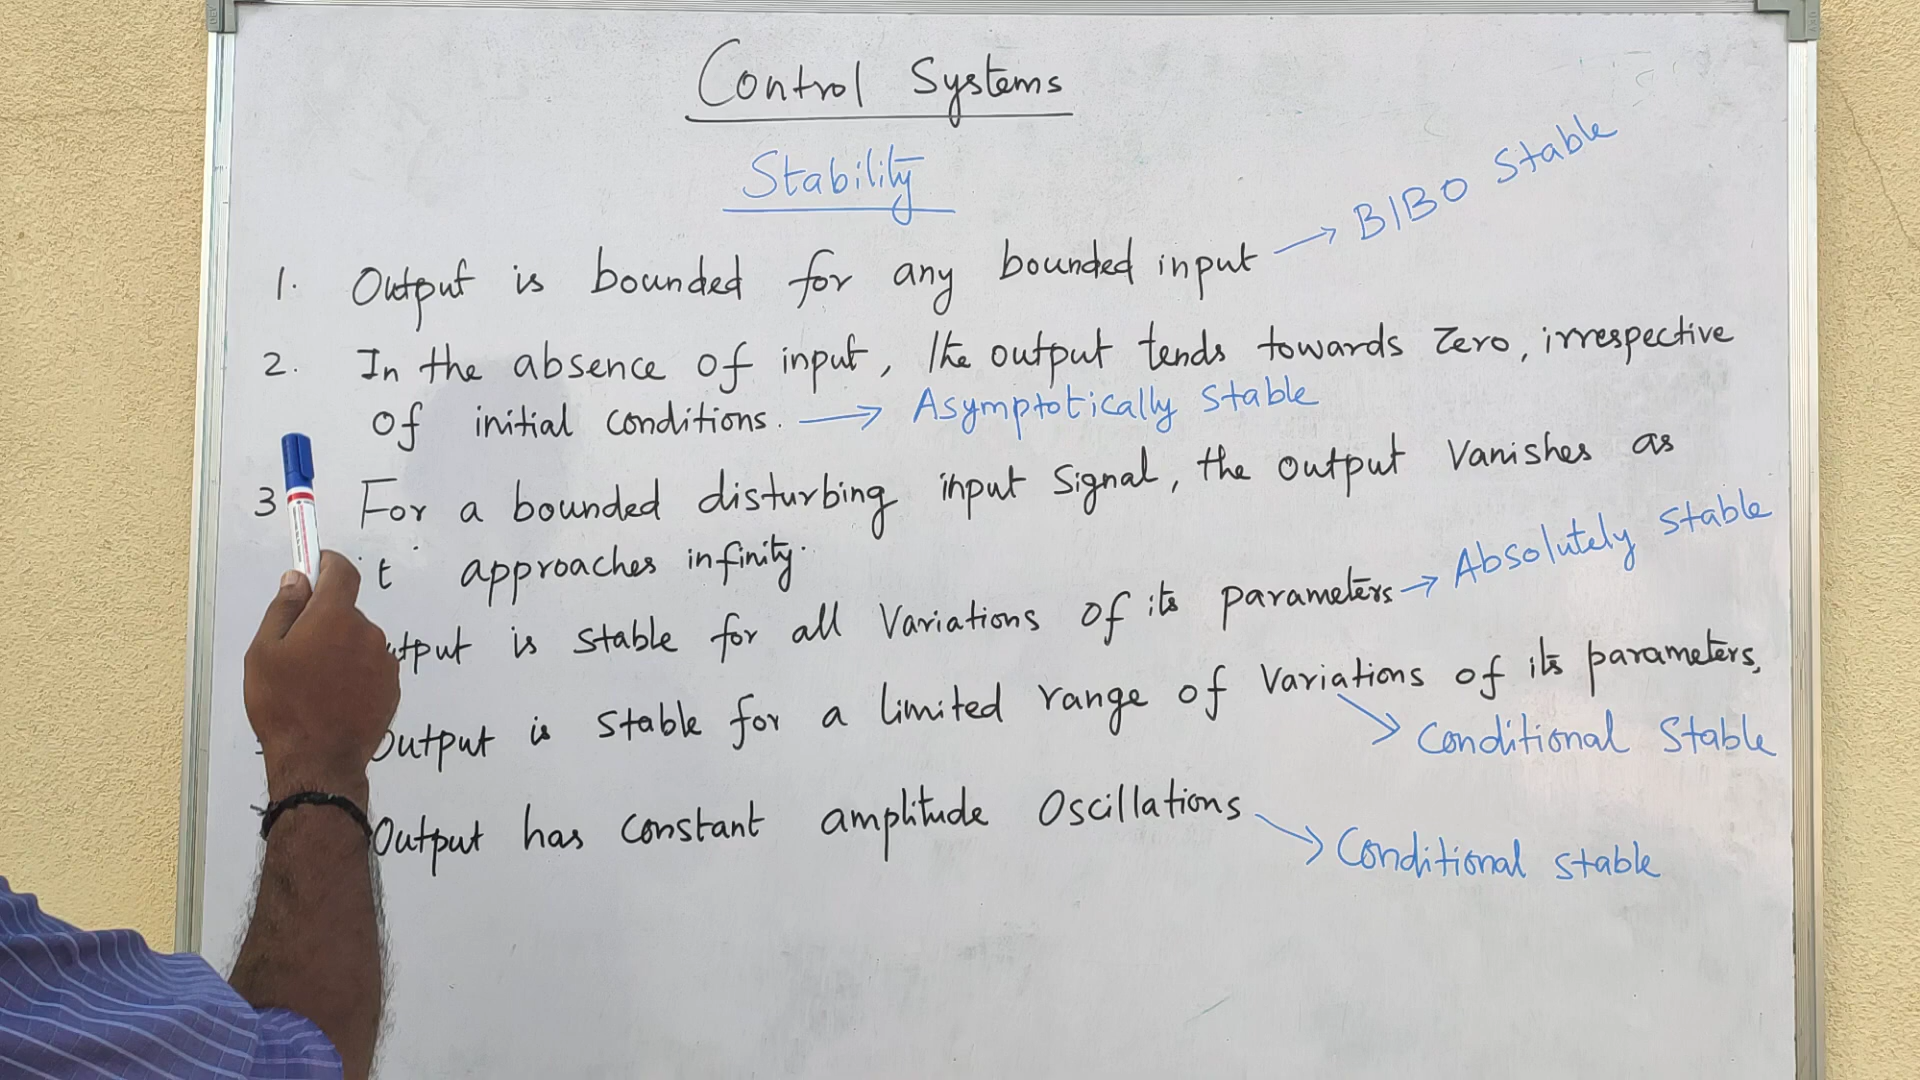 Control Systems
Stability
1. Output is bounded for any bounded input → BIBO Stable
2. In the absence of input, the output tends towards Zero, irrespective
of initial conditions. → Asymptotically Stable
3 For a bounded disturbing input Signal, the output Vanishes as
't' approaches infinity.
utput is stable for all Variations of its parameters → Absolutely stable
Output is stable for a limited range of Variations of its parameters,
→ Conditional Stable
Output has constant amplitude Oscillations → Conditional stable